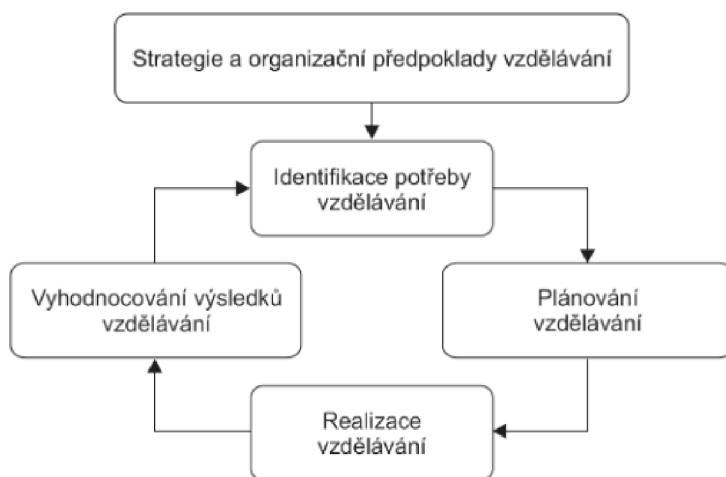 Strategie a organizační předpoklady vzdělávání
Identifikace potřeby
vzdělávání
Vyhodnocování výsledků
vzdělávání
Plánování
vzdělávání
Realizace
vzdělávání